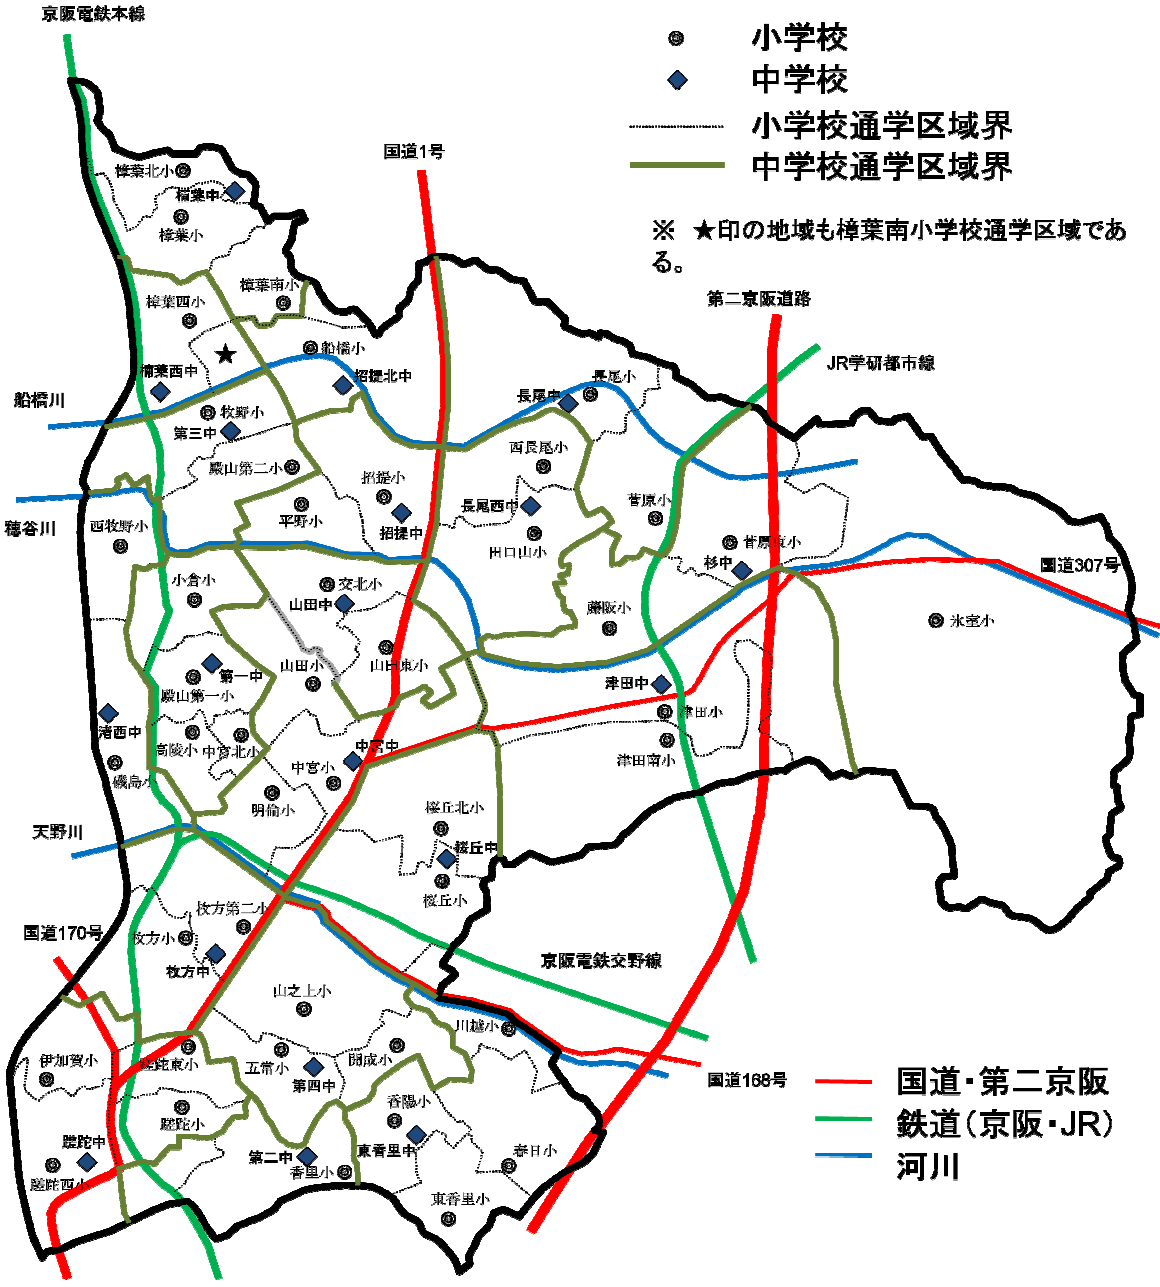 京阪電鉄本線
小学校
中学校
小学校通学区域界
中学校通学区域界
国道1号
※ ★印の地域も樟葉南小学校通学区域であ
る。
樟葉北小
楠葉中
樟葉小
樟葉南小
樟葉西小
第二京阪道路
JR学研都市線
船橋小
楠葉西中
招提北中
長尾小
長尾中
船橋川
牧野小
第三中
西長尾小
殿山第二小
招提小
菅原小
長尾西中
平野小
招提中
穂谷川
西牧野小
田口山小
菅原東小
杉中
国道307号
小倉小
交北小
山田中
藤阪小
氷室小
山田小
山田東小
第一中
殿山第一小
津田中
津田小
渚西中
高陵小
中宮北小
中宮中
津田南小
中宮小
磯島小
明倫小
桜丘北小
天野川
桜丘中
桜丘小
枚方第二小
国道170号
枚方小
枚方中
京阪電鉄交野線
山之上小
川越小
伊加賀小
蹉跎東小
五常小
開成小
第四中
国道168号
国道・第二京阪
香陽小
蹉跎小
鉄道（京阪・JR）
蹉跎中
第二中
東香里中
春日小
河川
香里小
蹉跎西小
東香里小